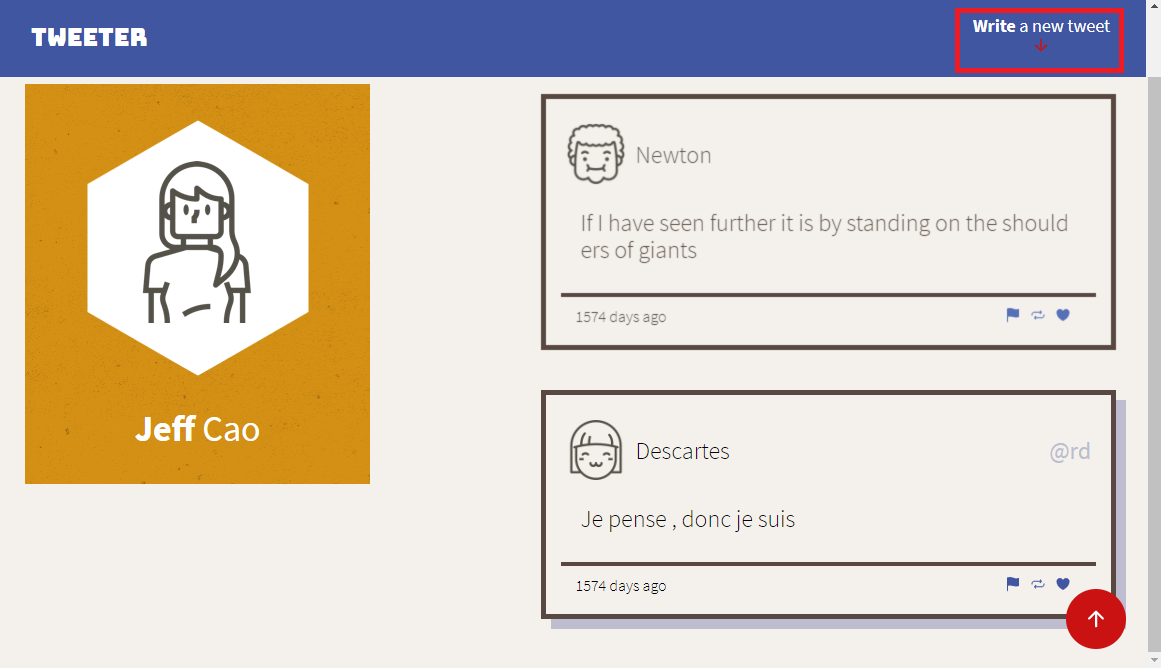 TWEETER
Write a new tweet
Jeff Cao
Newton
If I have seen further it is by standing on the should
ers of giants
1574 days ago
Descartes
@rd
Je pense , donc je suis
1574 days ago